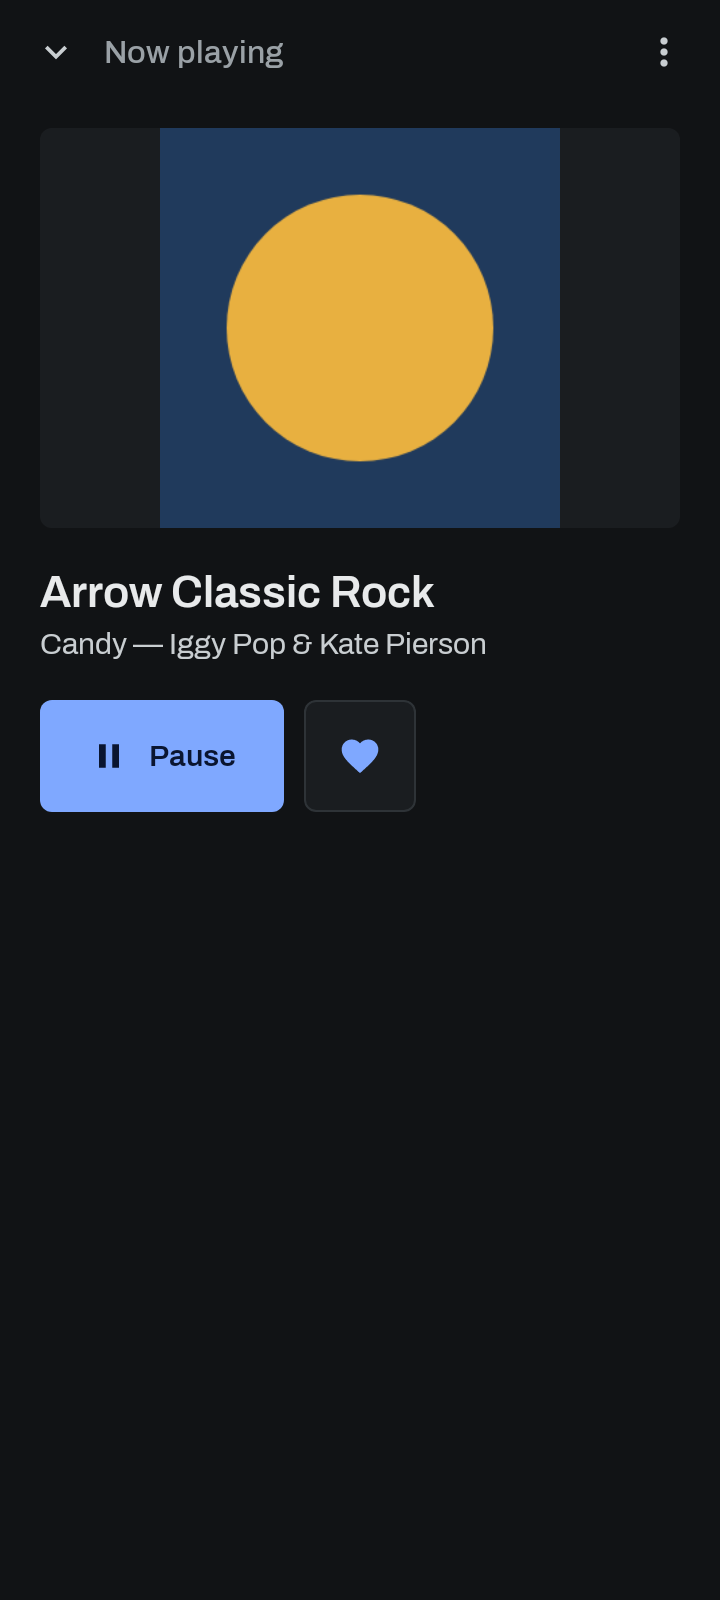 Now playing
Arrow Classic Rock
Candy — Iggy Pop & Kate Pierson
Pause